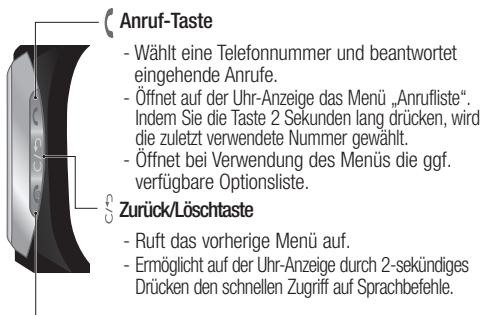 Anruf-Taste
- Wählt eine Telefonnummer und beantwortet
eingehende Anrufe.
- Öffnet auf der Uhr-Anzeige das Menü „Anrufliste“.
Indem Sie die Taste 2 Sekunden lang drücken, wird
die zuletzt verwendete Nummer gewählt.
- Öffnet bei Verwendung des Menüs die ggf.
verfügbare Optionsliste.
Zurück/Löschtaste
- Ruft das vorherige Menü auf.
- Ermöglicht auf der Uhr-Anzeige durch 2-sekündiges
Drücken den schnellen Zugriff auf Sprachbefehle.